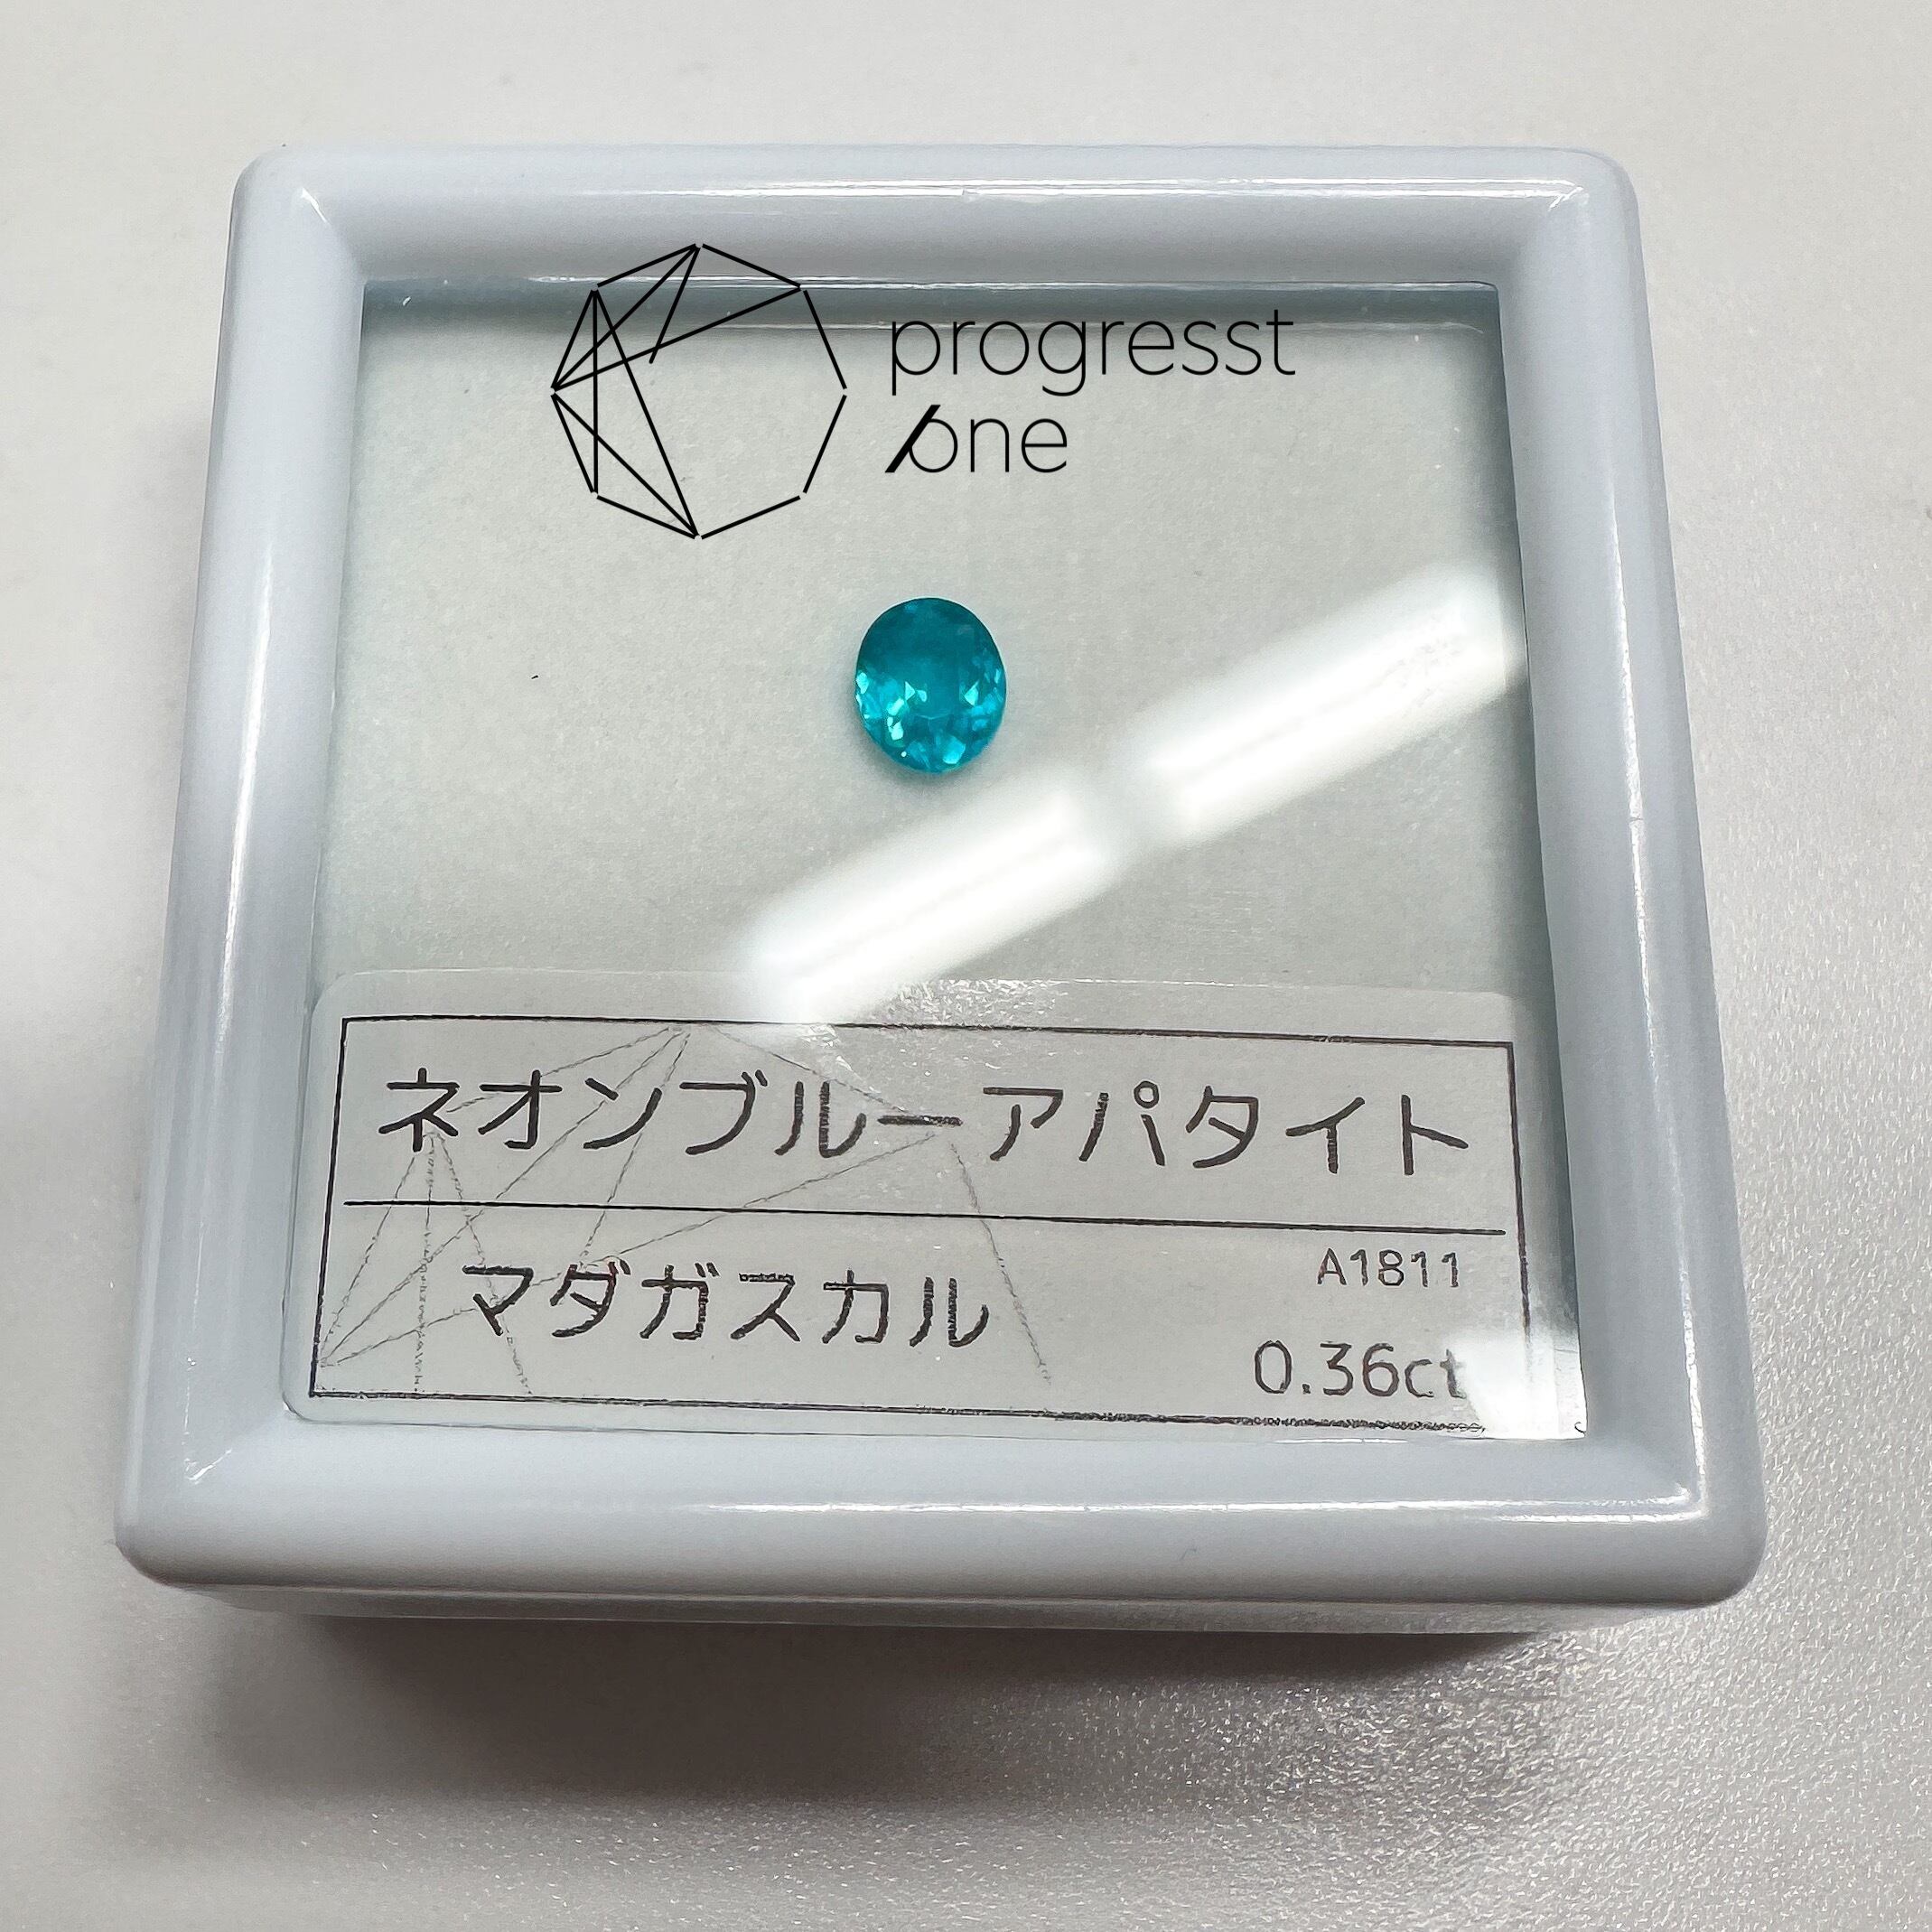 progresst
one
ネオンブルーアパタイト
マダガスカル
A1811
0.36ct